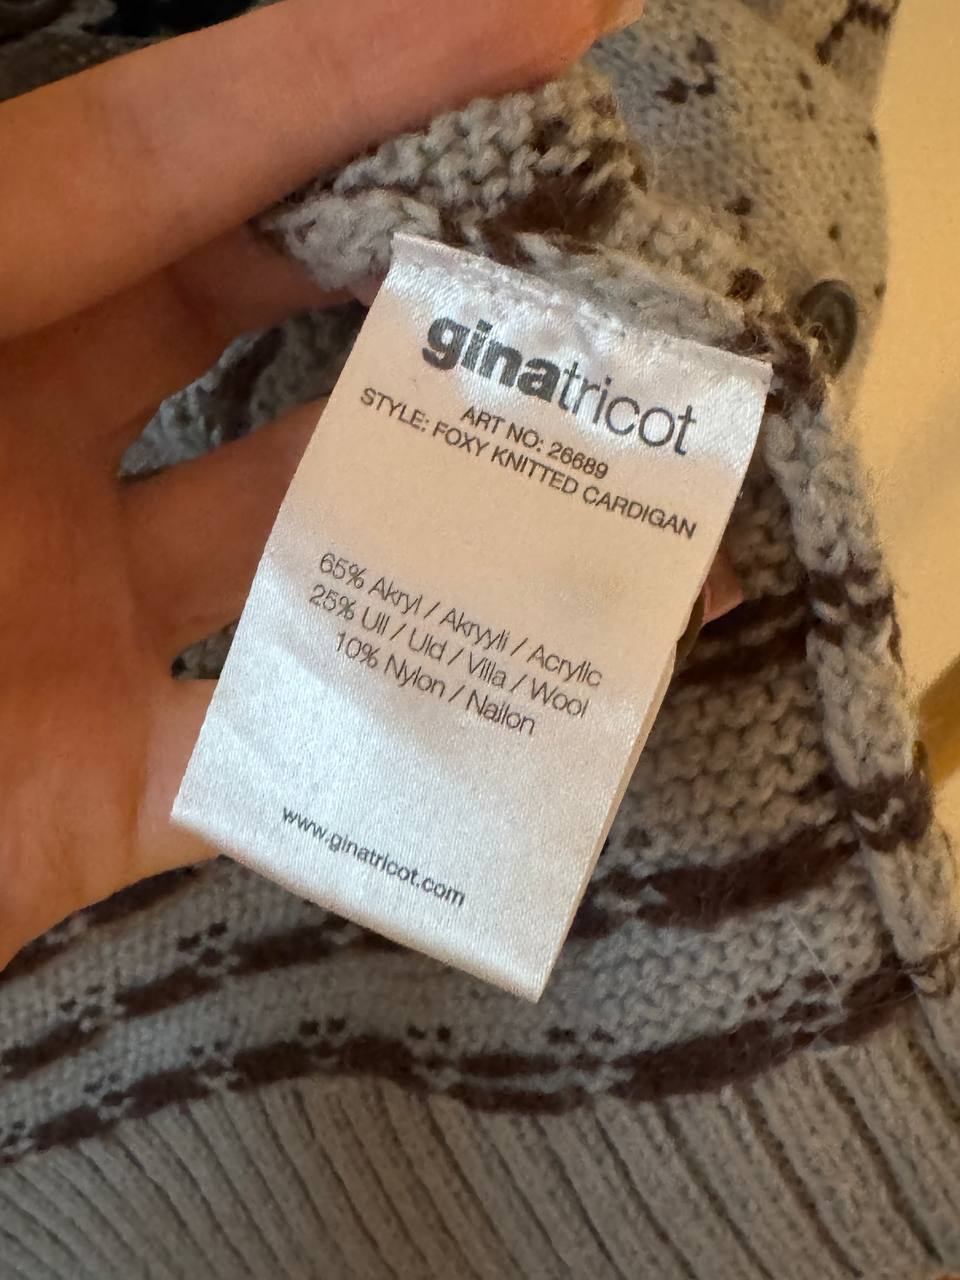 ginatricot
ART NO: 26689
STYLE: FOXY KNITTED CARDIGAN
65% Akryl / Akryyli / Acrylic
25% Ull / Uld / Villa / Wool
10% Nylon / Nailon
www.ginatricot.com